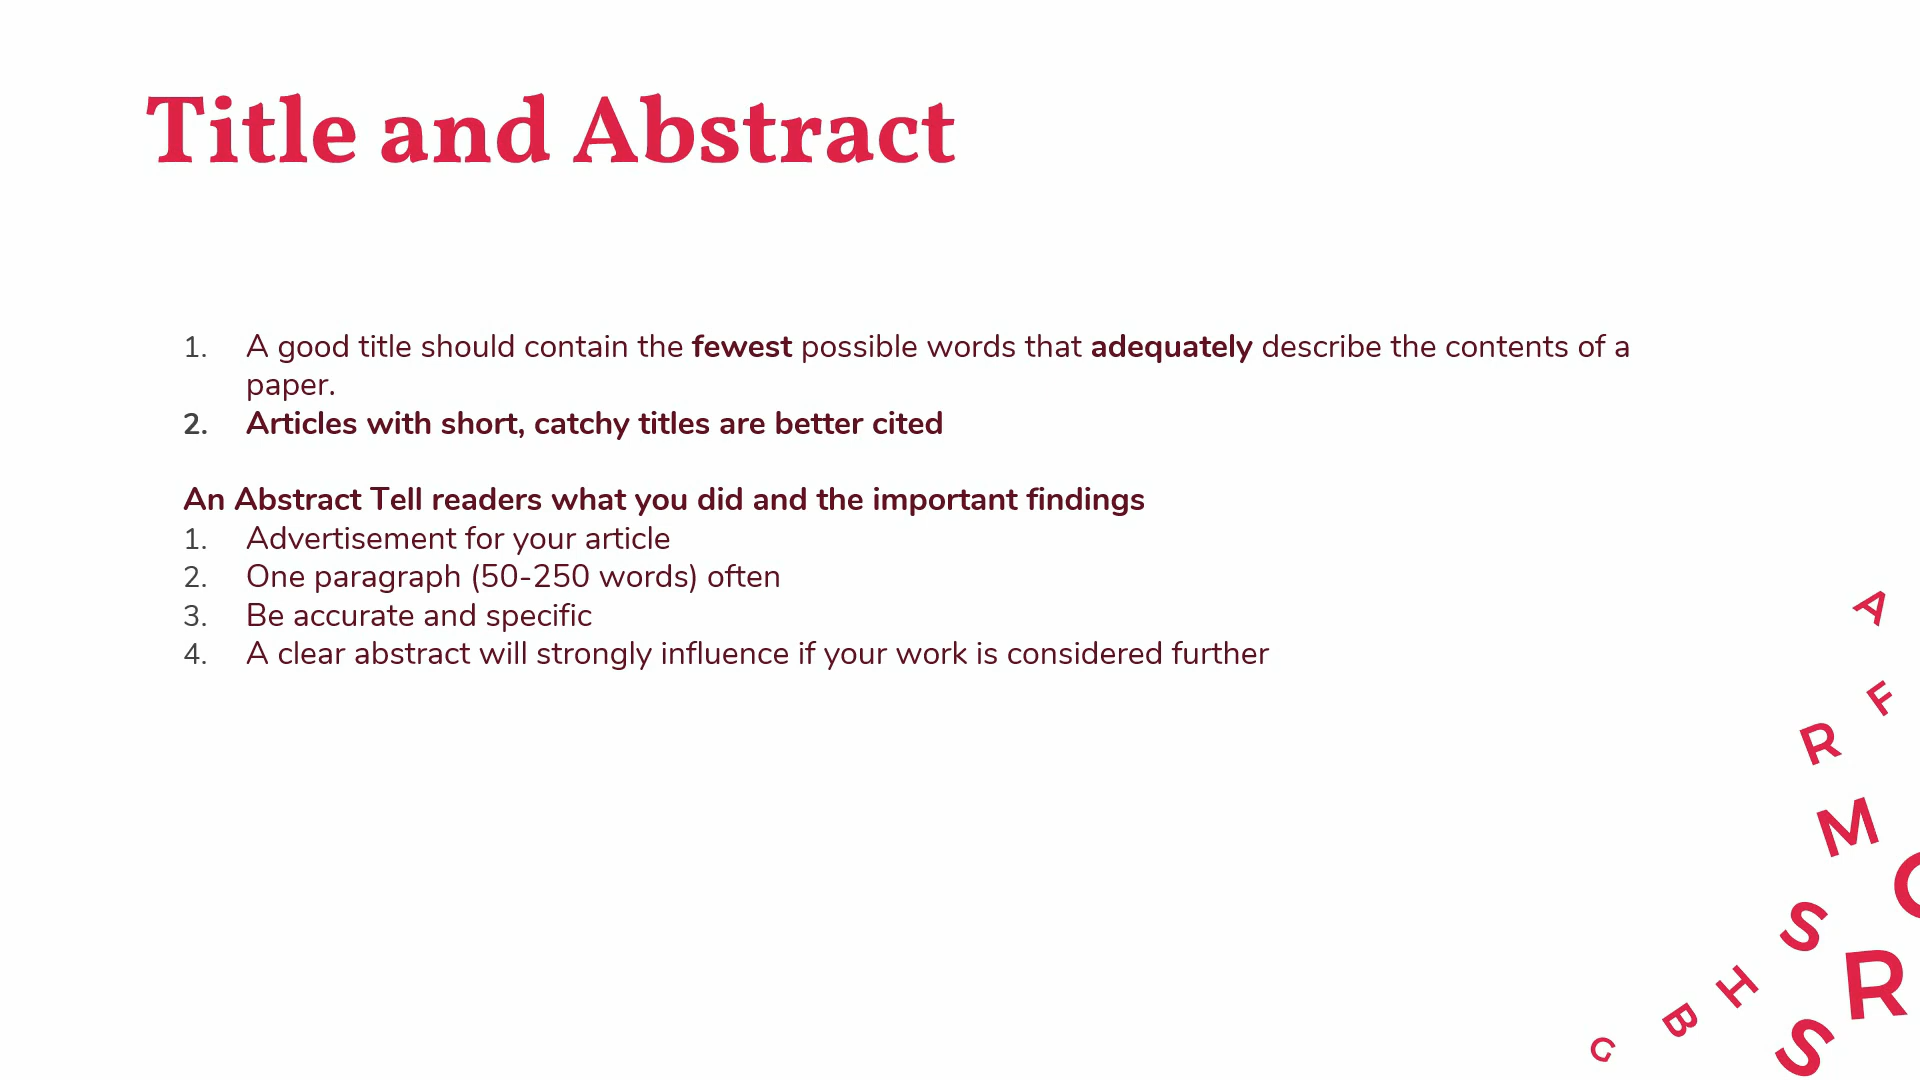 Title and Abstract
1. A good title should contain the fewest possible words that adequately describe the contents of a
paper.
2. Articles with short, catchy titles are better cited
An Abstract Tell readers what you did and the important findings
1. Advertisement for your article
2. One paragraph (50-250 words) often
3. Be accurate and specific
4. A clear abstract will strongly influence if your work is considered further
A
F
R
M
S
R
H
B
S
C